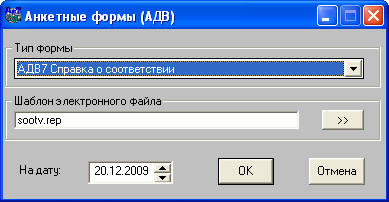 Анкетные формы (АДВ)
Тип формы
АДВ7 Справка о соответствии
Шаблон электронного файла
sootv.rep
>>
На дату:
20.12.2009
OK
Отмена